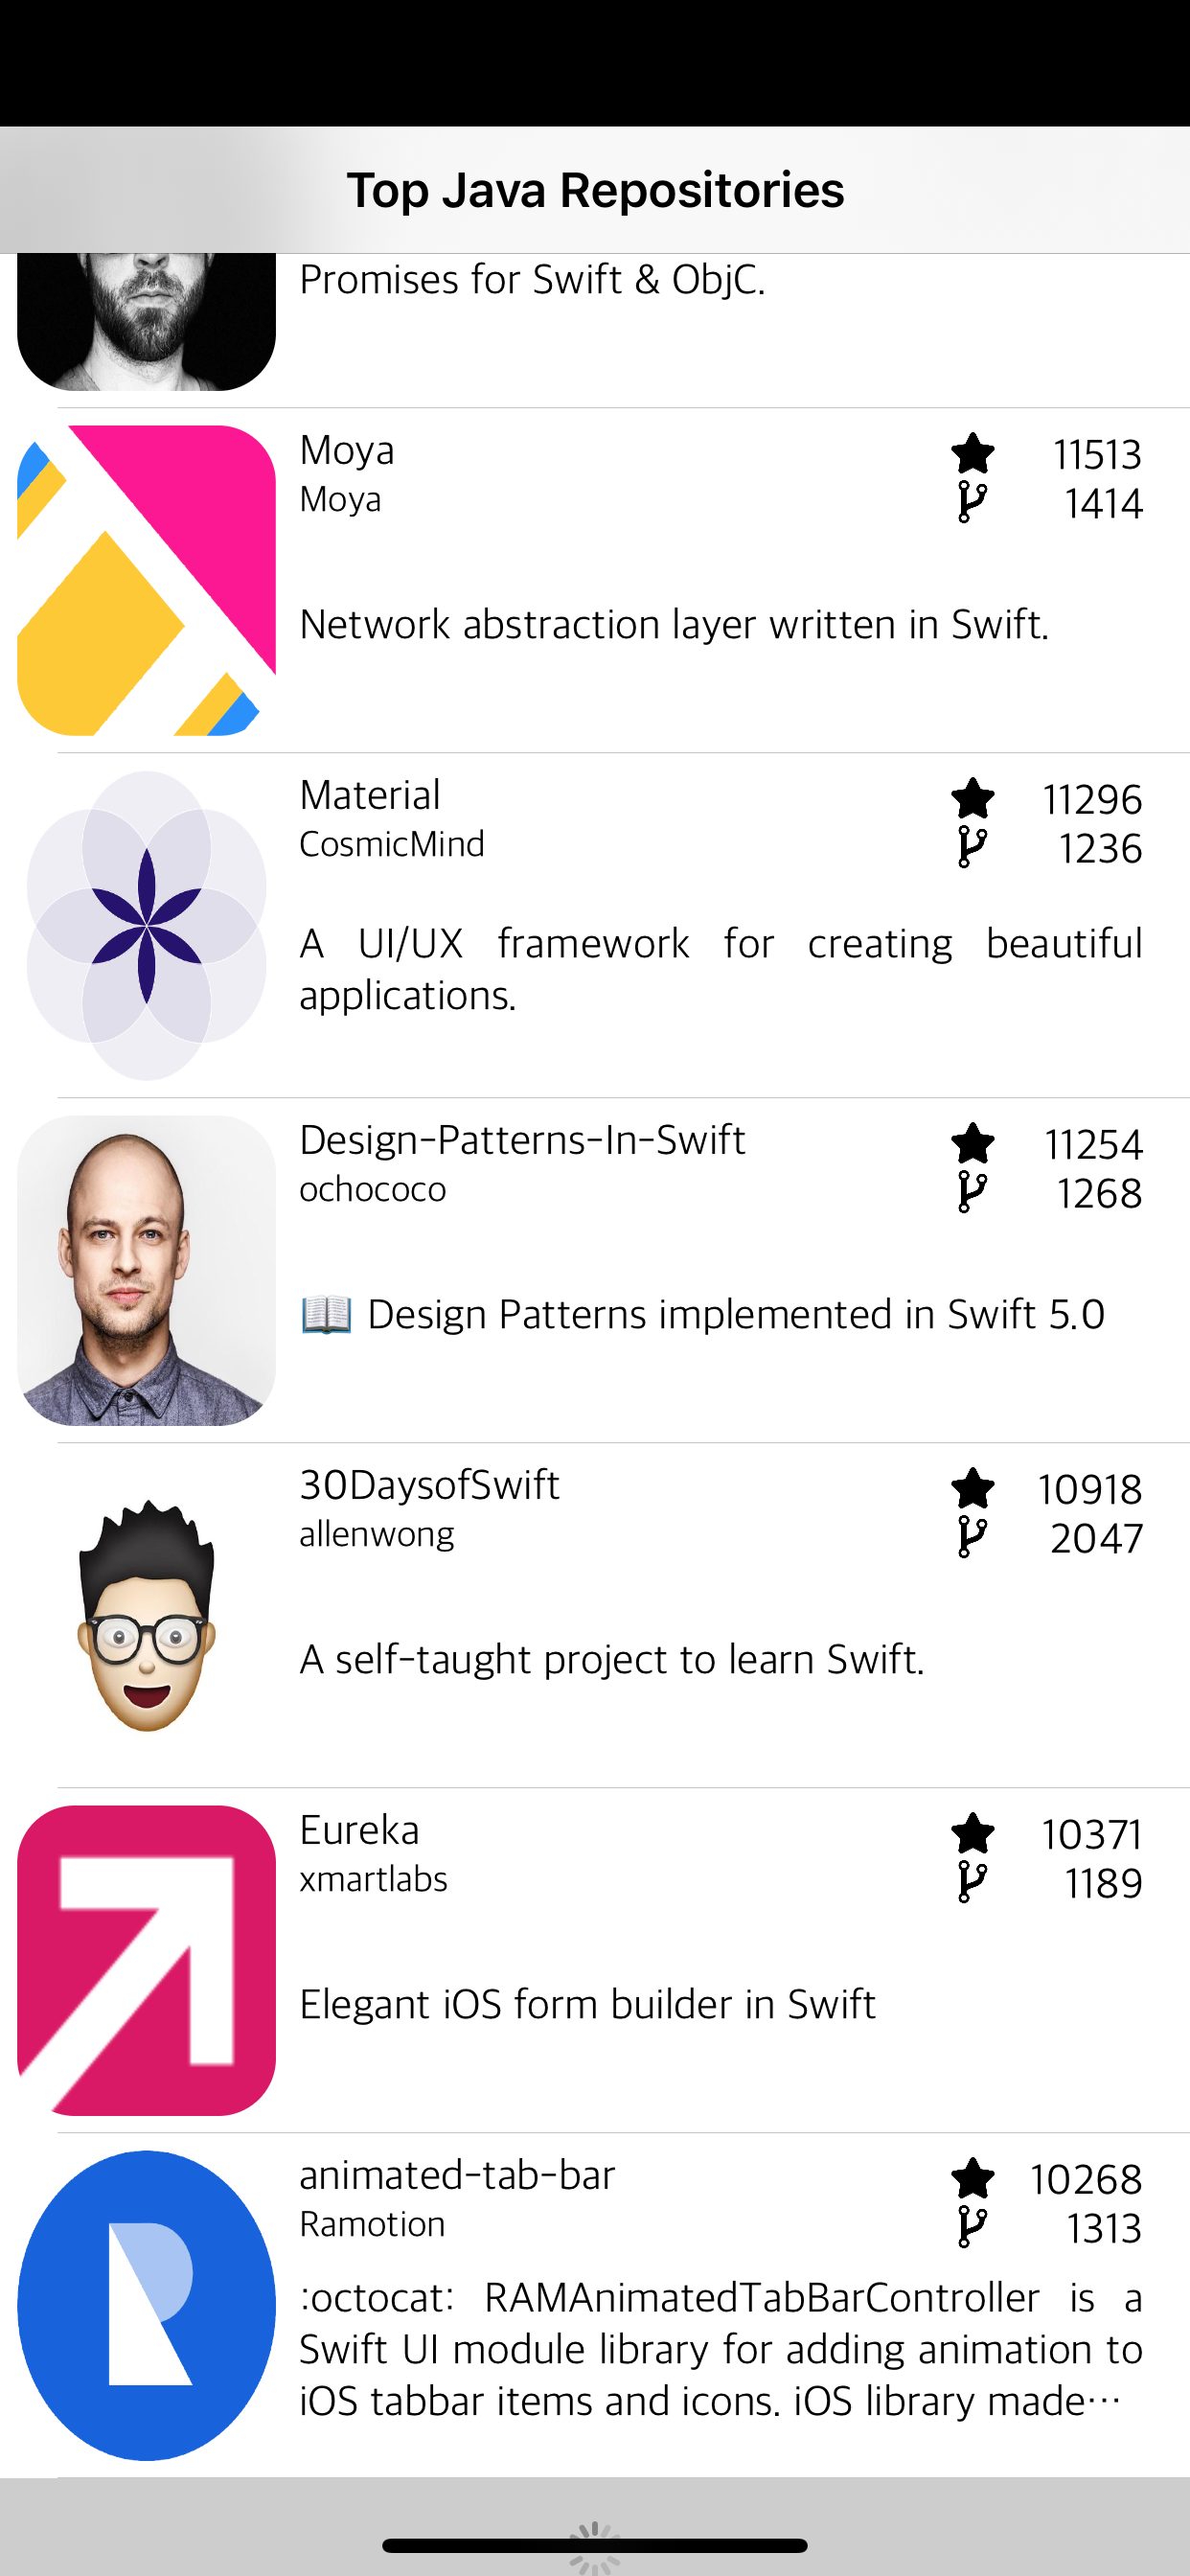 Top Java Repositories
Promises for Swift & ObjC.
Moya
11513
Moya
1414
Network abstraction layer written in Swift.
Material
11296
CosmicMind
1236
A UI/UX framework for creating beautiful
applications.
Design-Patterns-In-Swift
11254
ochococo
1268
📖 Design Patterns implemented in Swift 5.0
30DaysofSwift
10918
allenwong
2047
A self-taught project to learn Swift.
Eureka
10371
xmartlabs
1189
Elegant iOS form builder in Swift
animated-tab-bar
10268
Ramotion
1313
:octocat: RAMAnimatedTabBarController is a
Swift UI module library for adding animation to
iOS tabbar items and icons. iOS library made…